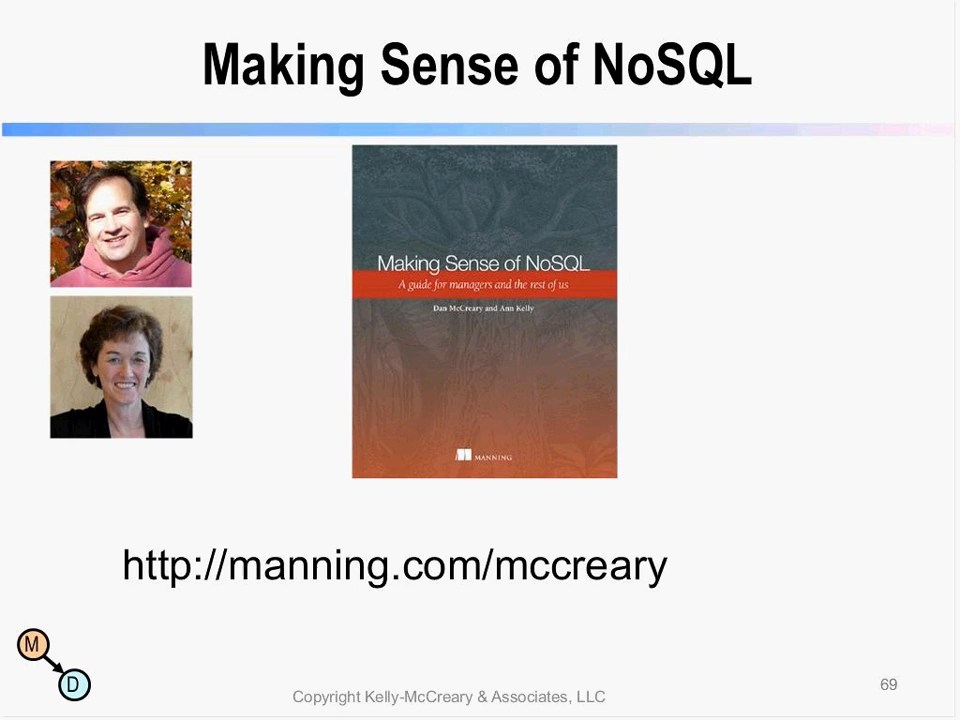 Making Sense of NoSQL
Making Sense of NoSQL
A guide for managers and the rest of us
Dan McCreary and Ann Kelly
MANNING
http://manning.com/mccreary
M
D
Copyright Kelly-McCreary & Associates, LLC
69